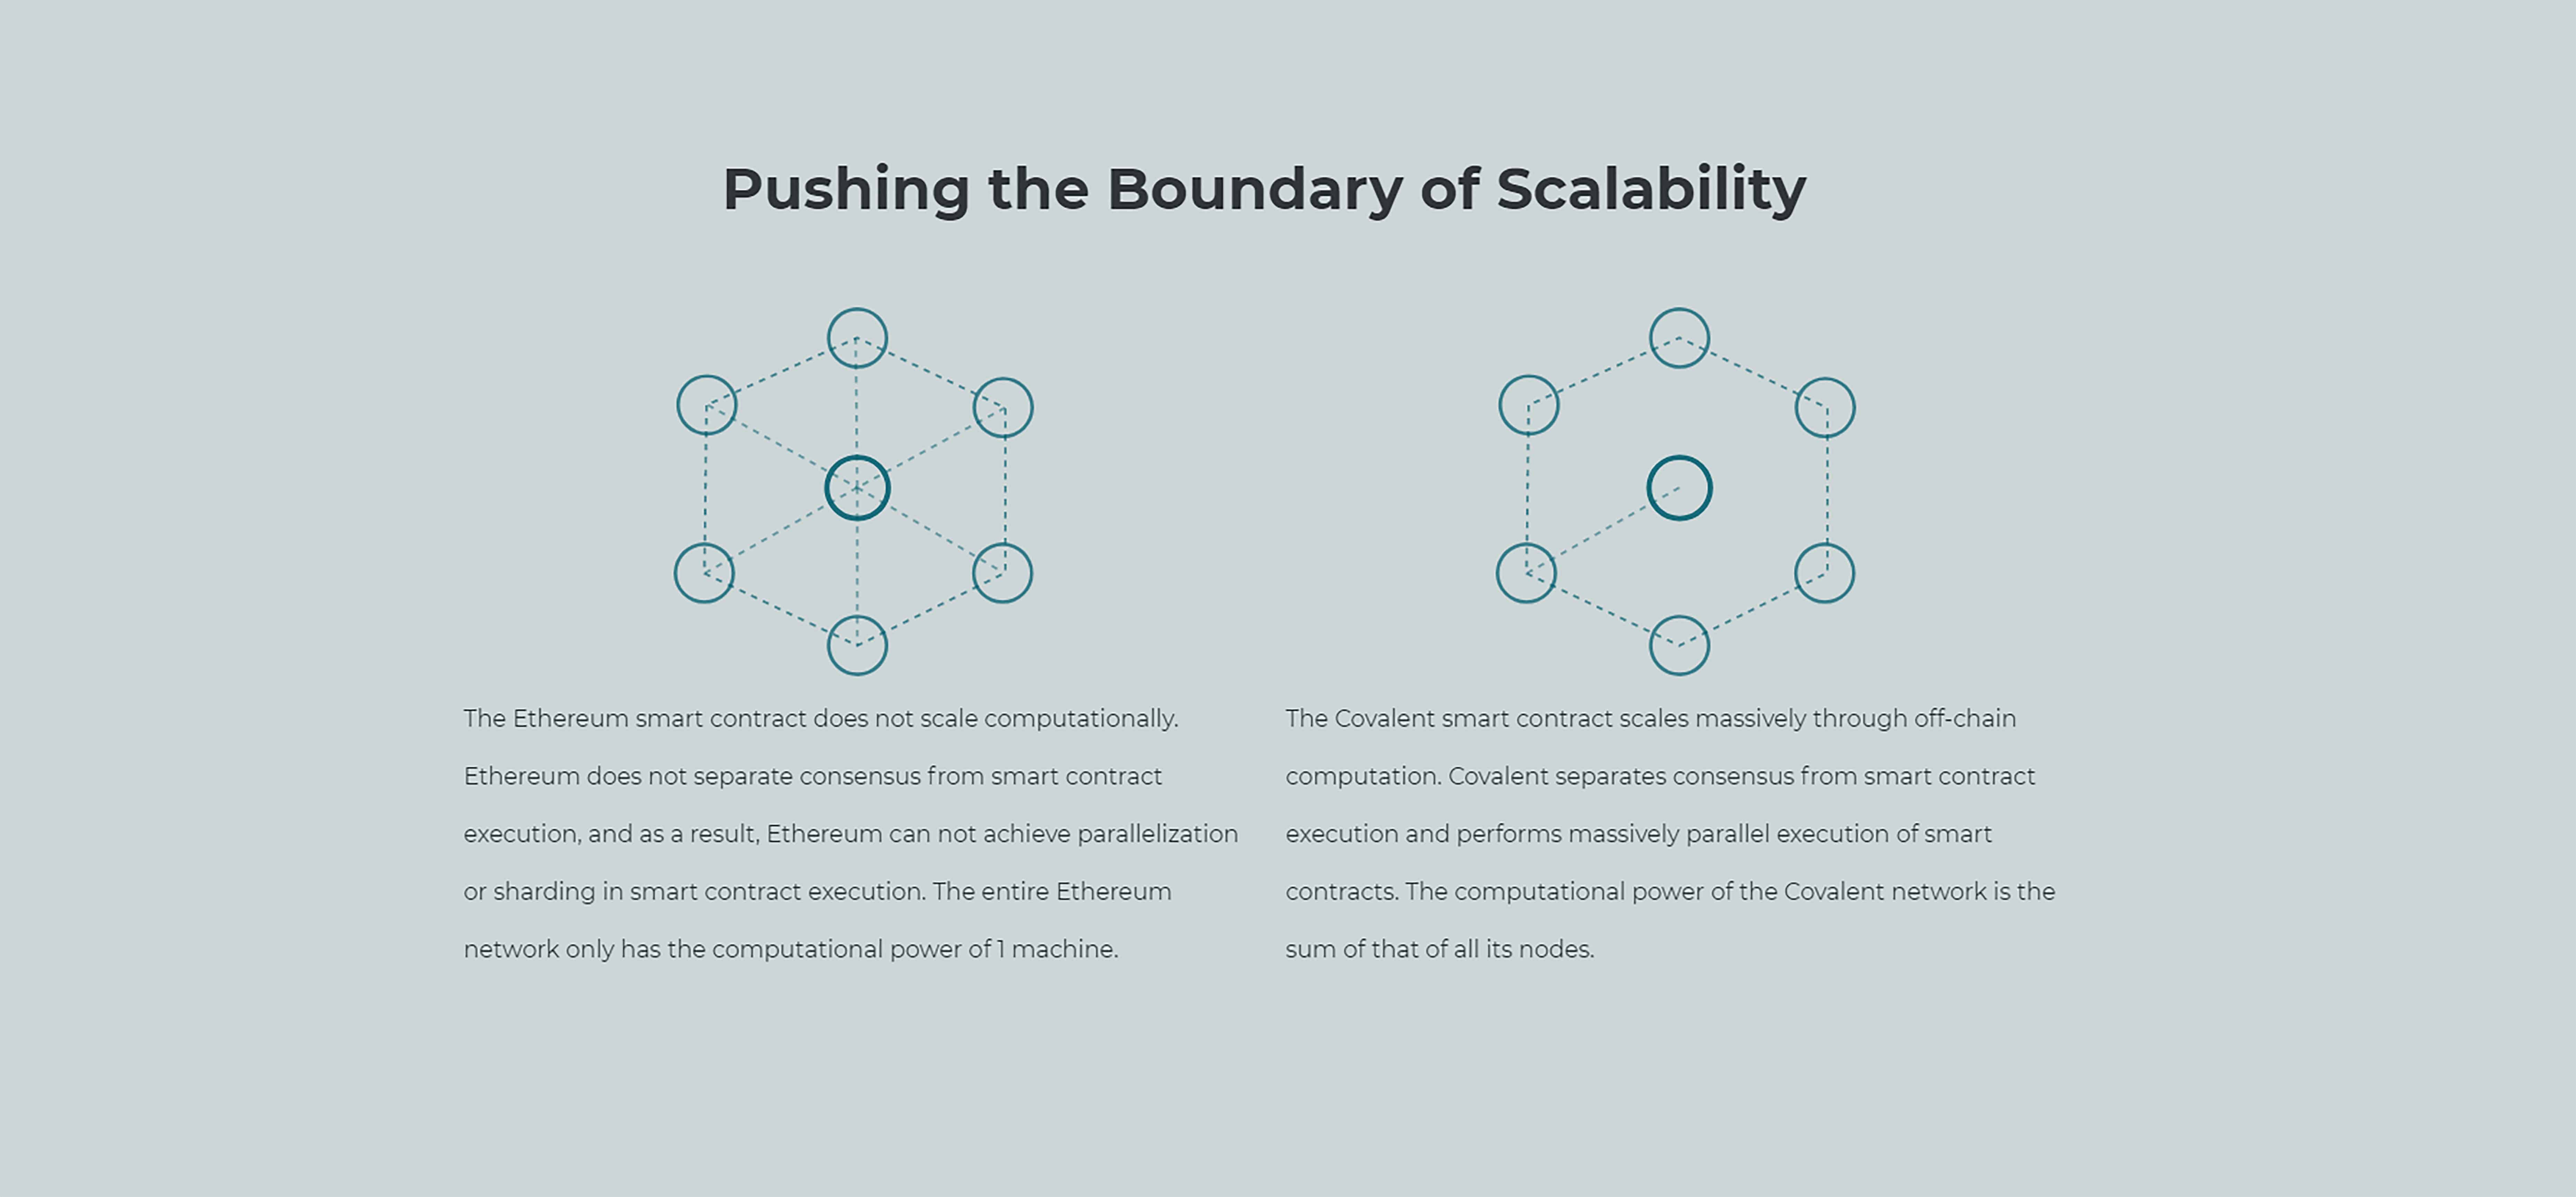 Pushing the Boundary of Scalability
The Ethereum smart contract does not scale computationally.
Ethereum does not separate consensus from smart contract
execution, and as a result, Ethereum can not achieve parallelization
or sharding in smart contract execution. The entire Ethereum
network only has the computational power of 1 machine.
The Covalent smart contract scales massively through off-chain
computation. Covalent separates consensus from smart contract
execution and performs massively parallel execution of smart
contracts. The computational power of the Covalent network is the
sum of that of all its nodes.